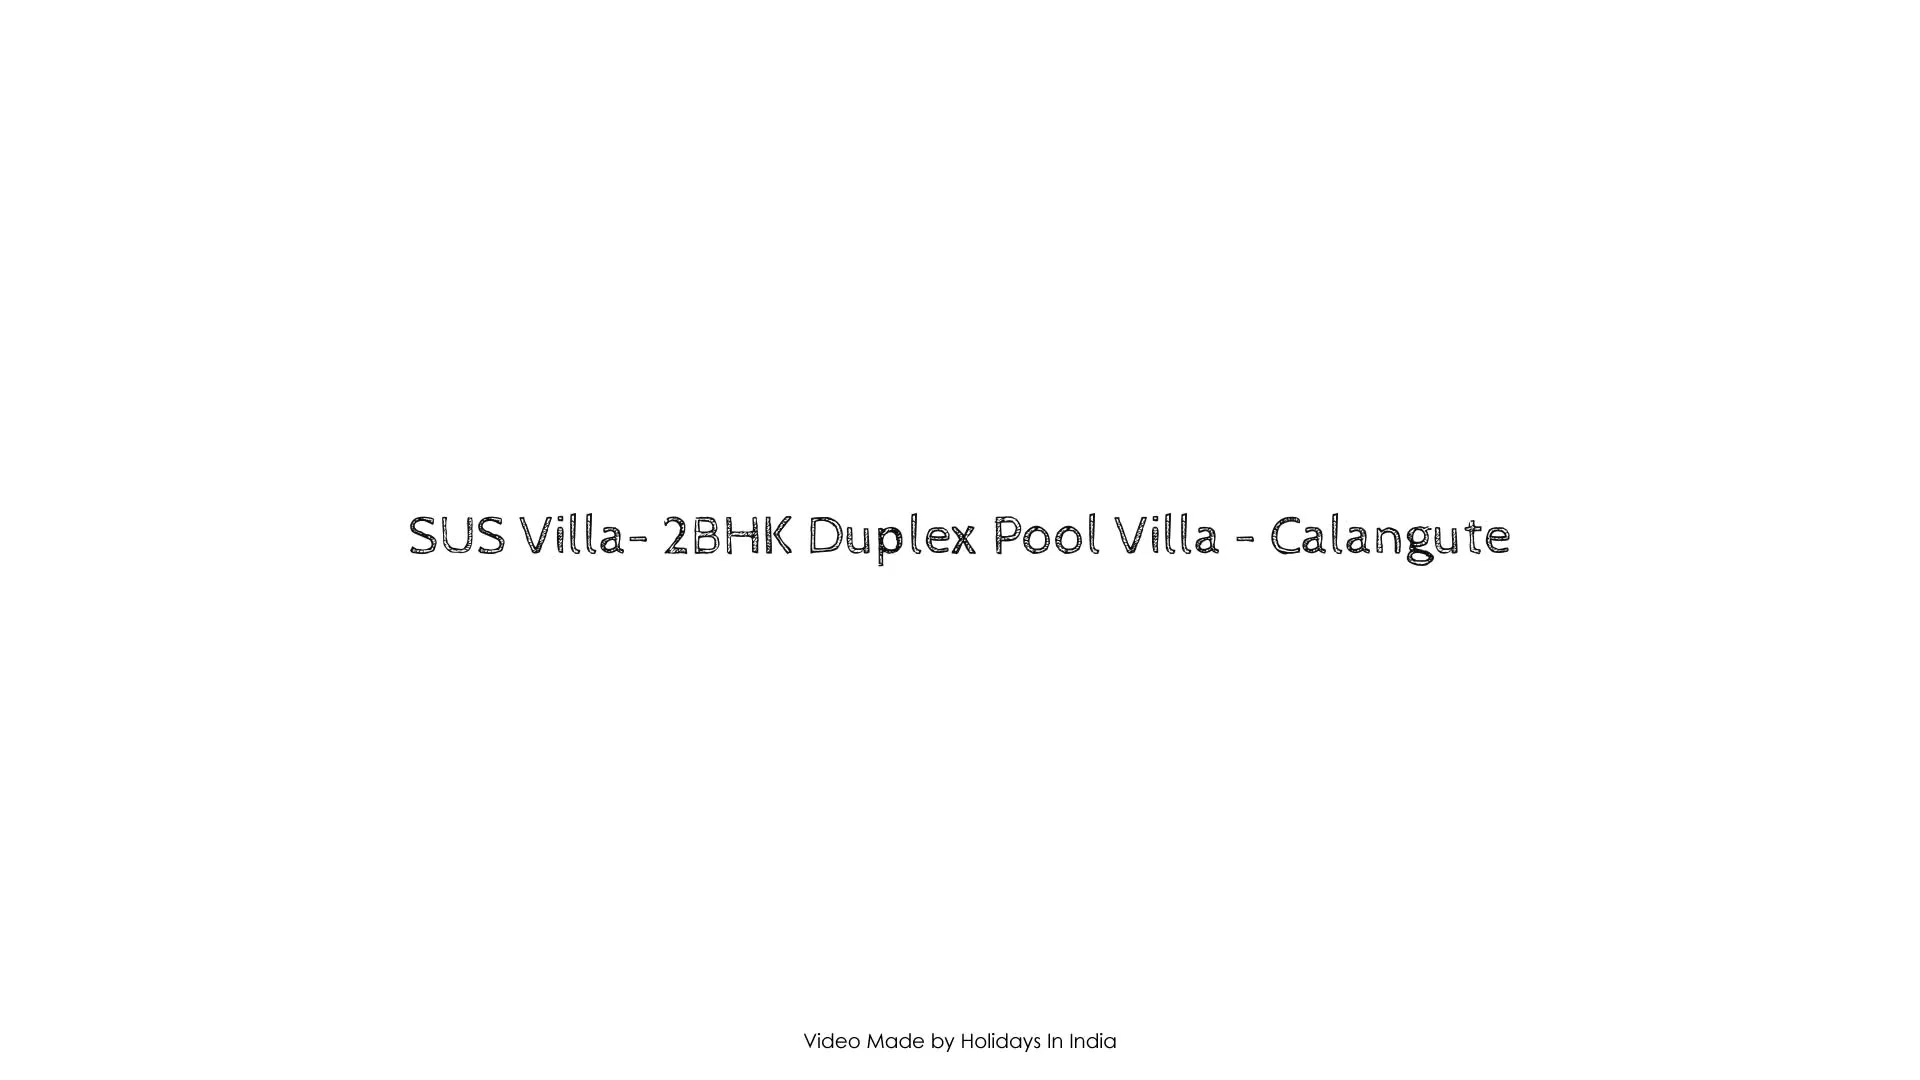 SUS Villa- 2BHK Duplex Pool Villa - Calangute
Video Made by Holidays In India